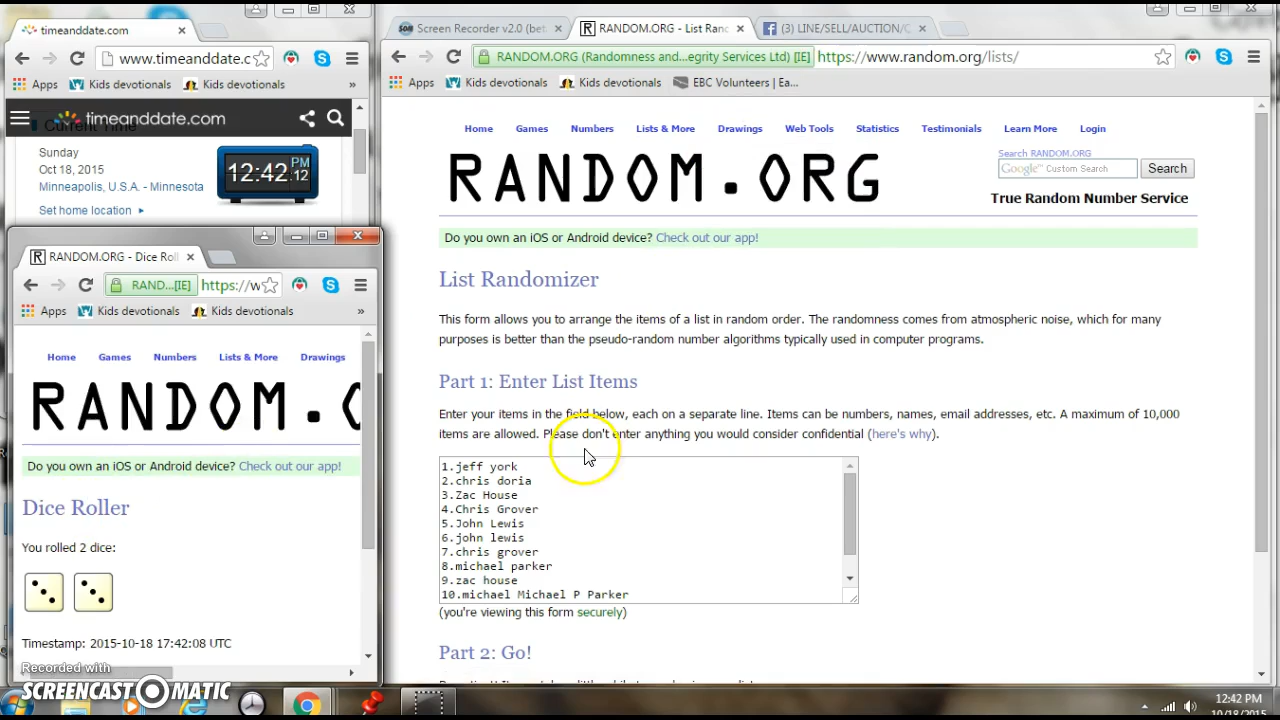 timeanddate.com
www.timeanddate.c
Apps Kids devotionals Kids devotionals »
timeanddate.com
Current Time
Sunday
Oct 18, 2015
Minneapolis, U.S.A. - Minnesota
12:42 PM 12
Set home location
RANDOM.ORG - Dice Roll
RAND...[IE] https://w
Apps Kids devotionals Kids devotionals »
Home Games Numbers Lists & More Drawings
RANDOM.O
Do you own an iOS or Android device? Check out our app!
Dice Roller
You rolled 2 dice:
Timestamp: 2015-10-18 17:42:08 UTC
Recorded with
SCREENCAST MATIC
Screen Recorder v2.0 (bet
RANDOM.ORG - List Ran
(3) LINE/SELL/AUCTION/C
RANDOM.ORG (Randomness and...egrity Services Ltd) [IE] https://www.random.org/lists/
Apps Kids devotionals Kids devotionals EBC Volunteers | Ea...
Home Games Numbers Lists & More Drawings Web Tools Statistics Testimonials Learn More Login
RANDOM.ORG
Search RANDOM.ORG
Google™ Custom Search Search
True Random Number Service
Do you own an iOS or Android device? Check out our app!
List Randomizer
This form allows you to arrange the items of a list in random order. The randomness comes from atmospheric noise, which for many
purposes is better than the pseudo-random number algorithms typically used in computer programs.
Part 1: Enter List Items
Enter your items in the field below, each on a separate line. Items can be numbers, names, email addresses, etc. A maximum of 10,000
items are allowed. Please don't enter anything you would consider confidential (here's why).
1.jeff york
2.chris doria
3.Zac House
4.Chris Grover
5.John Lewis
6.john lewis
7.chris grover
8.michael parker
9.zac house
10.michael Michael P Parker
(you're viewing this form securely)
Part 2: Go!
12:42 PM
10/18/2015